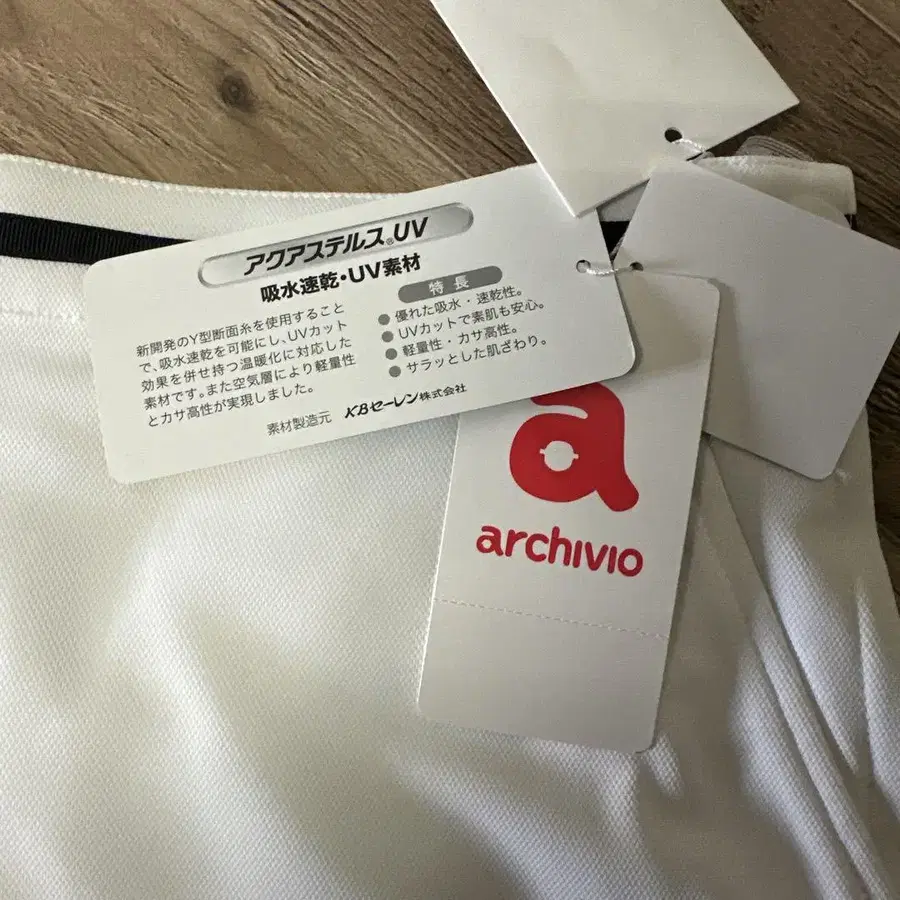 アクアステルス®UV
吸水速乾・UV素材
新開発のY型断面糸を使用すること
で、吸水速乾を可能にし、UVカット
効果を併せ持つ温暖化に対応した
素材です。また空気層により軽量性
とカサ高性が実現しました。
特長
●優れた吸水・速乾性。
●UVカットで素肌も安心。
●軽量性・カサ高性。
●サラッとした肌ざわり。
素材製造元 KBセーレン株式会社
a
archivio